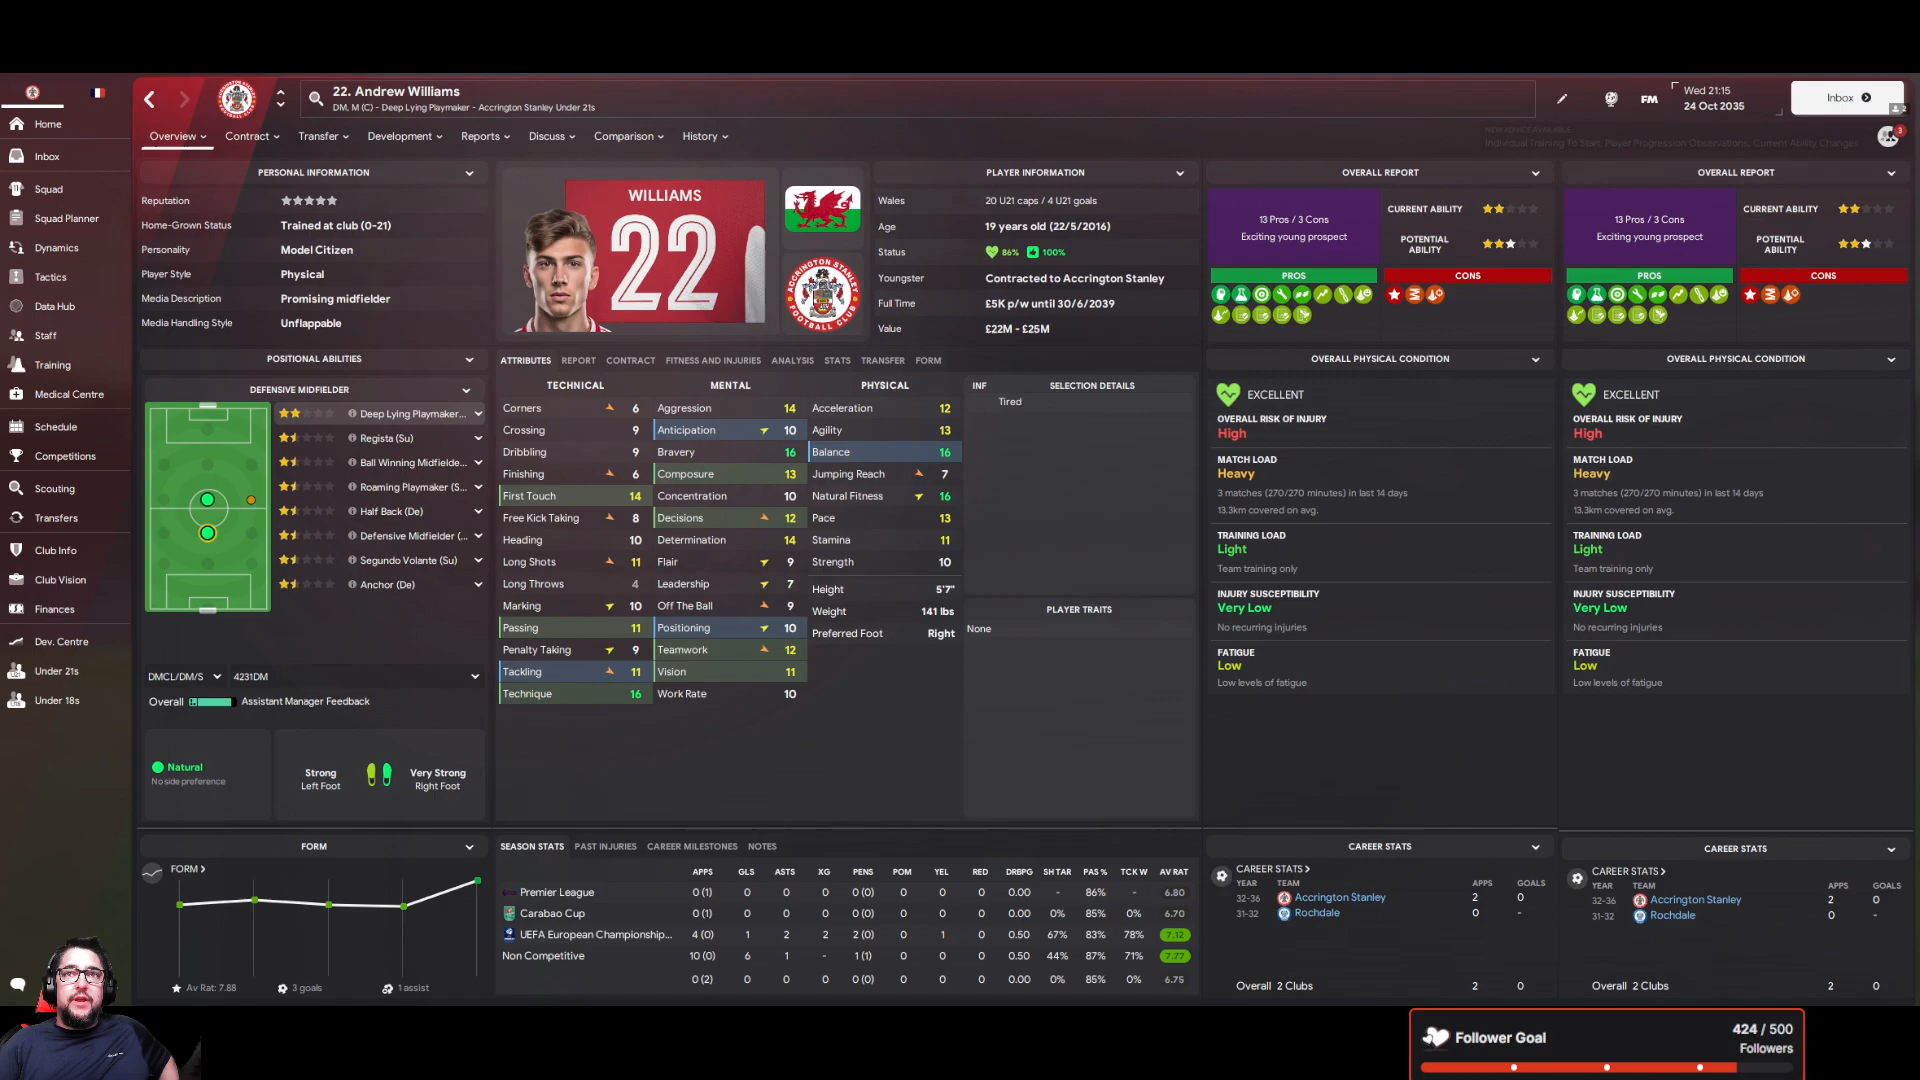 22. Andrew Williams
DM, M (C) - Deep Lying Playmaker - Accrington Stanley Under 21s
FM
Wed 21:15
24 Oct 2035
Inbox
2
Overview
Contract
Transfer
Development
Reports
Discuss
Comparison
History
NEW ADVICE AVAILABLE
Individual Training To Start, Player Progression Observations, Current Ability Changes
3
Home
Inbox
Squad
Squad Planner
Dynamics
Tactics
Data Hub
Staff
Training
Medical Centre
Schedule
Competitions
Scouting
Transfers
Club Info
Club Vision
Finances
Dev. Centre
Under 21s
Under 18s
PERSONAL INFORMATION
Reputation
Home-Grown Status Trained at club (0-21)
Personality Model Citizen
Player Style Physical
Media Description Promising midfielder
Media Handling Style Unflappable
WILLIAMS
22
ACCRINGTON STANLEY
FOOTBALL CLUB
PLAYER INFORMATION
Wales 20 U21 caps / 4 U21 goals
Age 19 years old (22/5/2016)
Status 86% 100%
Youngster Contracted to Accrington Stanley
Full Time £5K p/w until 30/6/2039
Value £22M - £25M
OVERALL REPORT
13 Pros / 3 Cons
Exciting young prospect
CURRENT ABILITY
POTENTIAL
ABILITY
PROS
CONS
OVERALL REPORT
13 Pros / 3 Cons
Exciting young prospect
CURRENT ABILITY
POTENTIAL
ABILITY
PROS
CONS
POSITIONAL ABILITIES
DEFENSIVE MIDFIELDER
Deep Lying Playmaker...
Regista (Su)
Ball Winning Midfielde...
Roaming Playmaker (S...
Half Back (De)
Defensive Midfielder (...
Segundo Volante (Su)
Anchor (De)
DMCL/DM/S
4231DM
Overall
Assistant Manager Feedback
Natural
No side preference
Strong
Left Foot
Very Strong
Right Foot
ATTRIBUTES
REPORT
CONTRACT
FITNESS AND INJURIES
ANALYSIS
STATS
TRANSFER
FORM
TECHNICAL
Corners 6
Crossing 9
Dribbling 9
Finishing 6
First Touch 14
Free Kick Taking 8
Heading 10
Long Shots 11
Long Throws 4
Marking 10
Passing 11
Penalty Taking 9
Tackling 11
Technique 16
MENTAL
Aggression 14
Anticipation 10
Bravery 16
Composure 13
Concentration 10
Decisions 12
Determination 14
Flair 9
Leadership 7
Off The Ball 9
Positioning 10
Teamwork 12
Vision 11
Work Rate 10
PHYSICAL
Acceleration 12
Agility 13
Balance 16
Jumping Reach 7
Natural Fitness 16
Pace 13
Stamina 11
Strength 10
Height 5'7"
Weight 141 lbs
Preferred Foot Right
INF
SELECTION DETAILS
Tired
PLAYER TRAITS
None
OVERALL PHYSICAL CONDITION
EXCELLENT
OVERALL RISK OF INJURY
High
MATCH LOAD
Heavy
3 matches (270/270 minutes) in last 14 days
13.3km covered on avg.
TRAINING LOAD
Light
Team training only
INJURY SUSCEPTIBILITY
Very Low
No recurring injuries
FATIGUE
Low
Low levels of fatigue
OVERALL PHYSICAL CONDITION
EXCELLENT
OVERALL RISK OF INJURY
High
MATCH LOAD
Heavy
3 matches (270/270 minutes) in last 14 days
13.3km covered on avg.
TRAINING LOAD
Light
Team training only
INJURY SUSCEPTIBILITY
Very Low
No recurring injuries
FATIGUE
Low
Low levels of fatigue
FORM
FORM
Av Rat: 7.88
3 goals
1 assist
SEASON STATS
PAST INJURIES
CAREER MILESTONES
NOTES
APPS GLS ASTS XG PENS POM YEL RED DRBPG SH TAR PAS % TCK W AV RAT
Premier League 0 (1) 0 0 0 0 (0) 0 0 0 0.00 - 86% - 6.80
Carabao Cup 0 (1) 0 0 0 0 (0) 0 0 0 0.00 0% 85% 0% 6.70
UEFA European Championship... 4 (0) 1 2 2 2 (0) 0 1 0 0.50 67% 83% 78% 7.12
Non Competitive 10 (0) 6 1 - 1 (1) 0 0 0 0.50 44% 87% 71% 7.77
0 (2) 0 0 0 0 (0) 0 0 0 0.00 0% 85% 0% 6.75
CAREER STATS
CAREER STATS
YEAR TEAM APPS GOALS
32-36 Accrington Stanley 2 0
31-32 Rochdale 0 -
Overall 2 Clubs 2 0
CAREER STATS
CAREER STATS
YEAR TEAM APPS GOALS
32-36 Accrington Stanley 2 0
31-32 Rochdale 0 -
Overall 2 Clubs 2 0
Follower Goal
424 / 500
Followers